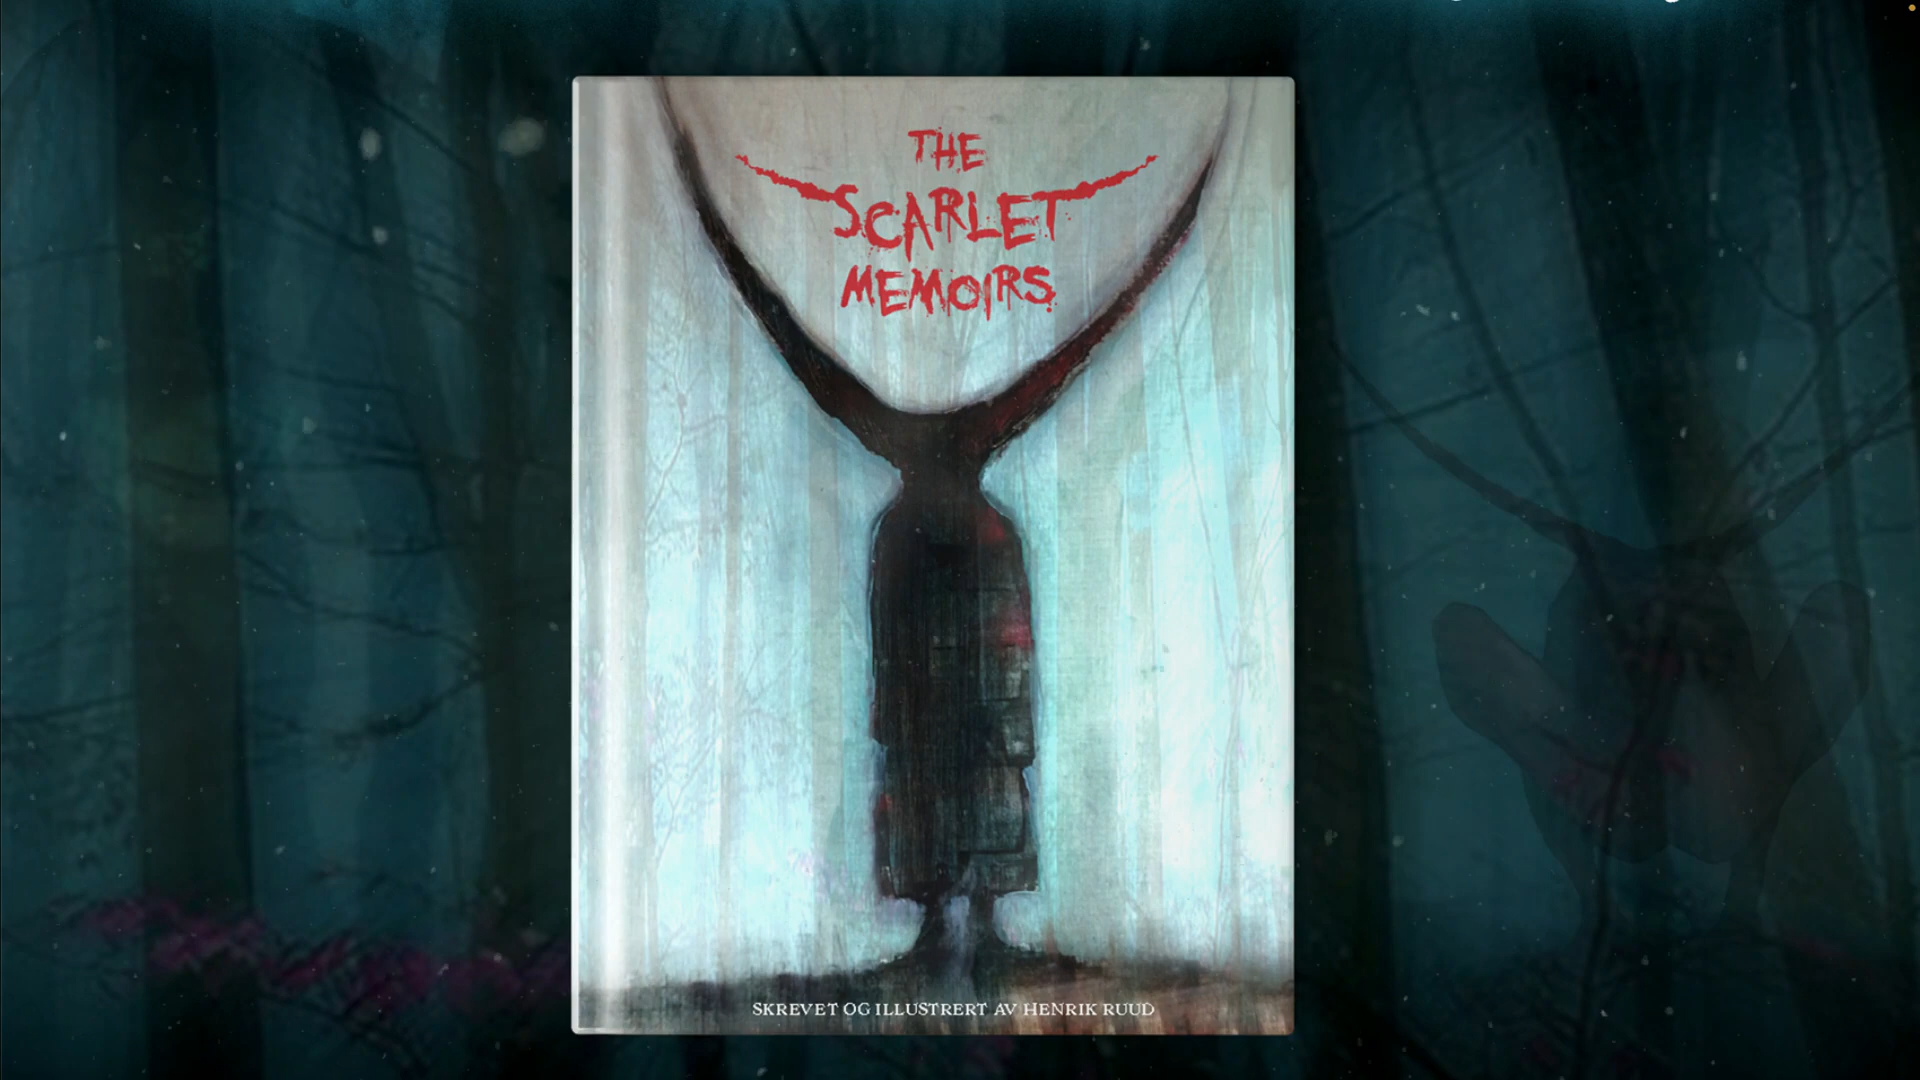 THE
SCARLET
MEMOIRS
SKREVET OG ILLUSTRERT AV HENRIK RUUD